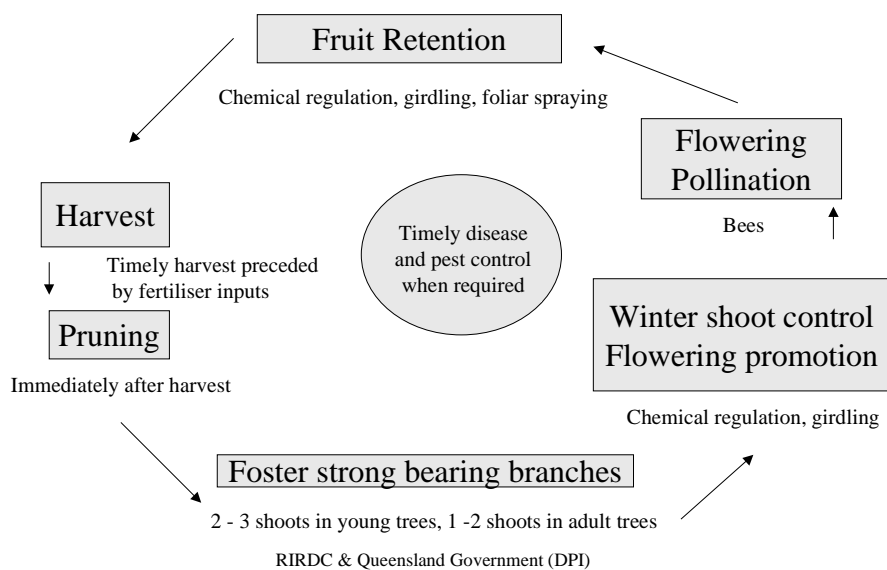 Fruit Retention
Chemical regulation, girdling, foliar spraying
Flowering
Pollination
Bees
Harvest
Timely harvest preceded
by fertiliser inputs
Timely disease
and pest control
when required
Pruning
Immediately after harvest
Winter shoot control
Flowering promotion
Chemical regulation, girdling
Foster strong bearing branches
2 - 3 shoots in young trees, 1 -2 shoots in adult trees
RIRDC & Queensland Government (DPI)